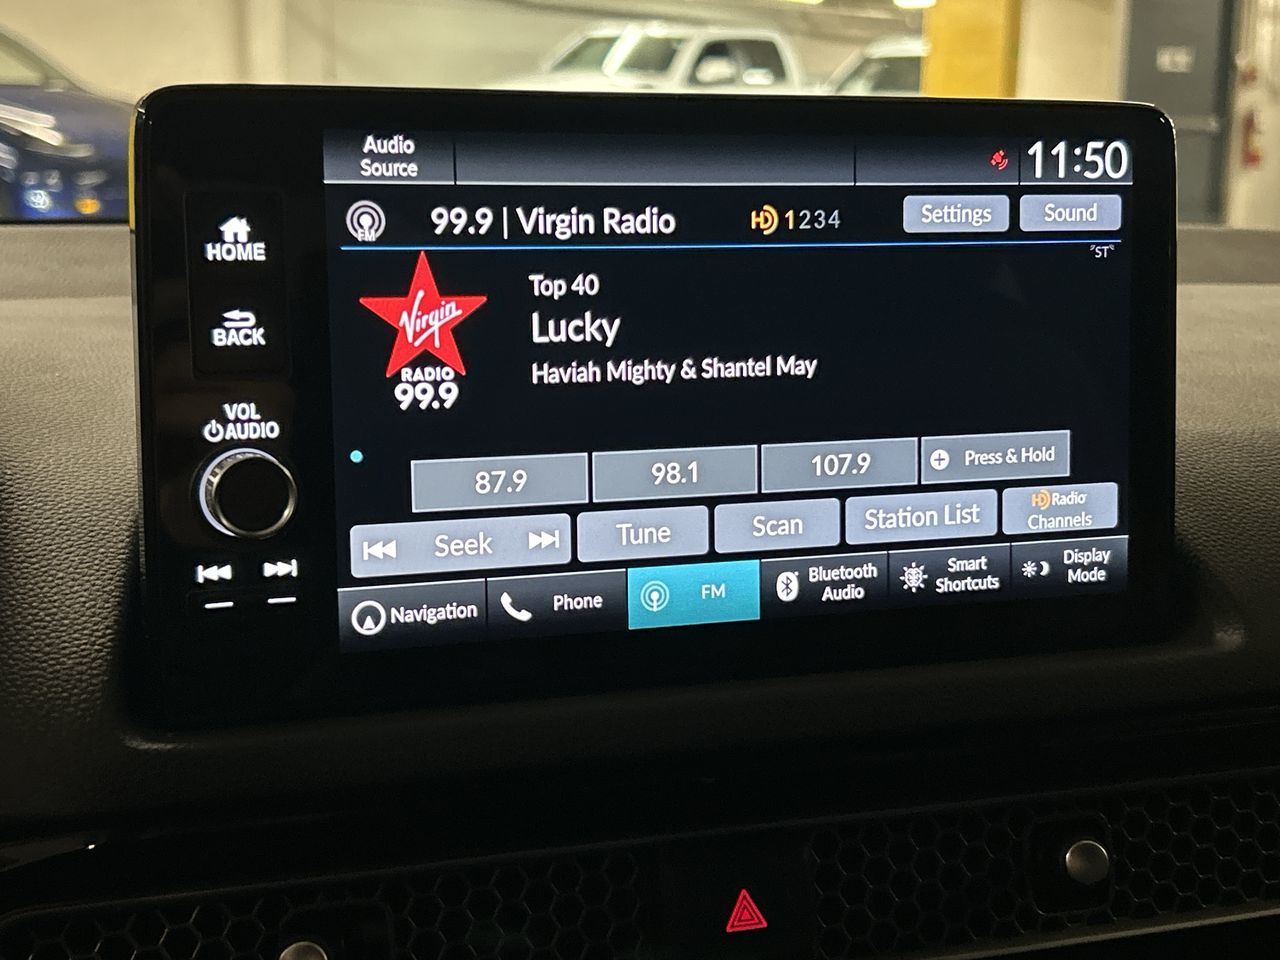 Audio
Source
11:50
HOME
BACK
VOL
AUDIO
FM
99.9 | Virgin Radio
HD 1234
Settings
Sound
"ST"
Virgin
RADIO
99.9
Top 40
Lucky
Haviah Mighty & Shantel May
87.9
98.1
107.9
+ Press & Hold
Seek
Tune
Scan
Station List
HD Radio
Channels
Navigation
Phone
FM
Bluetooth
Audio
Smart
Shortcuts
Display
Mode